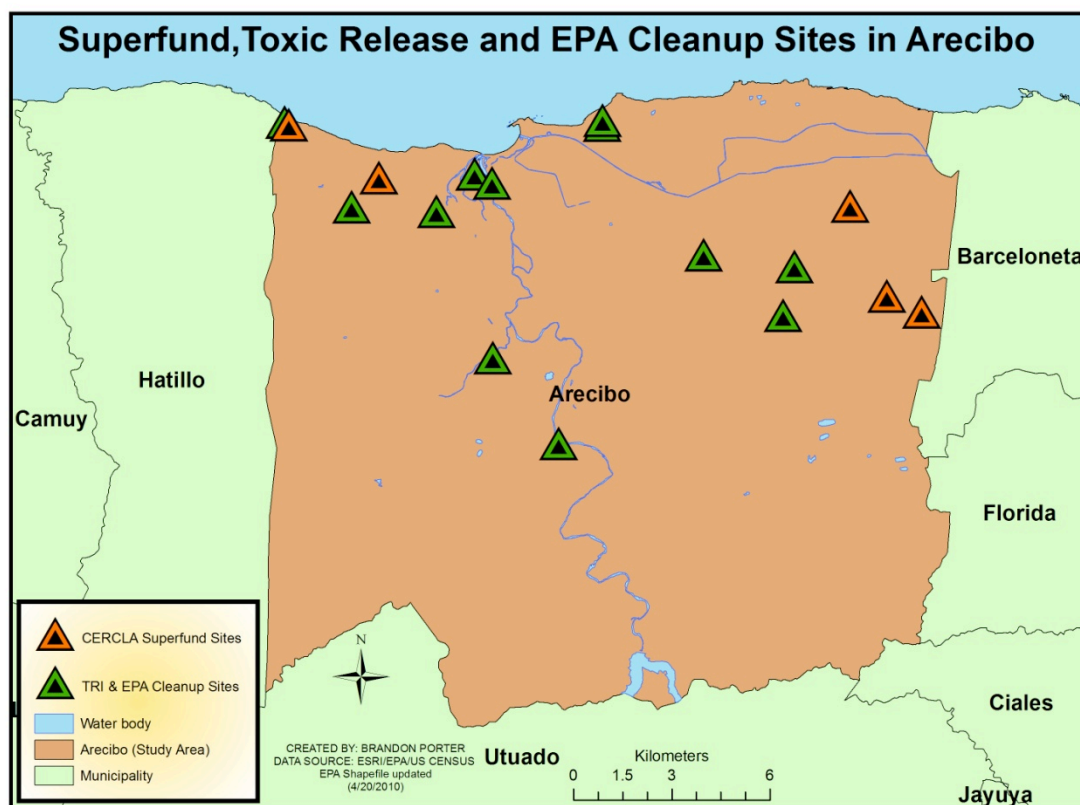 Superfund,Toxic Release and EPA Cleanup Sites in Arecibo
Barceloneta
Hatillo
Arecibo
Camuy
Florida
Ciales
Utuado
Jayuya
CERCLA Superfund Sites
TRI & EPA Cleanup Sites
Water body
Arecibo (Study Area)
Municipality
N
CREATED BY: BRANDON PORTER
DATA SOURCE: ESRI/EPA/US CENSUS
EPA Shapefile updated
(4/20/2010)
Kilometers
0 1.5 3 6